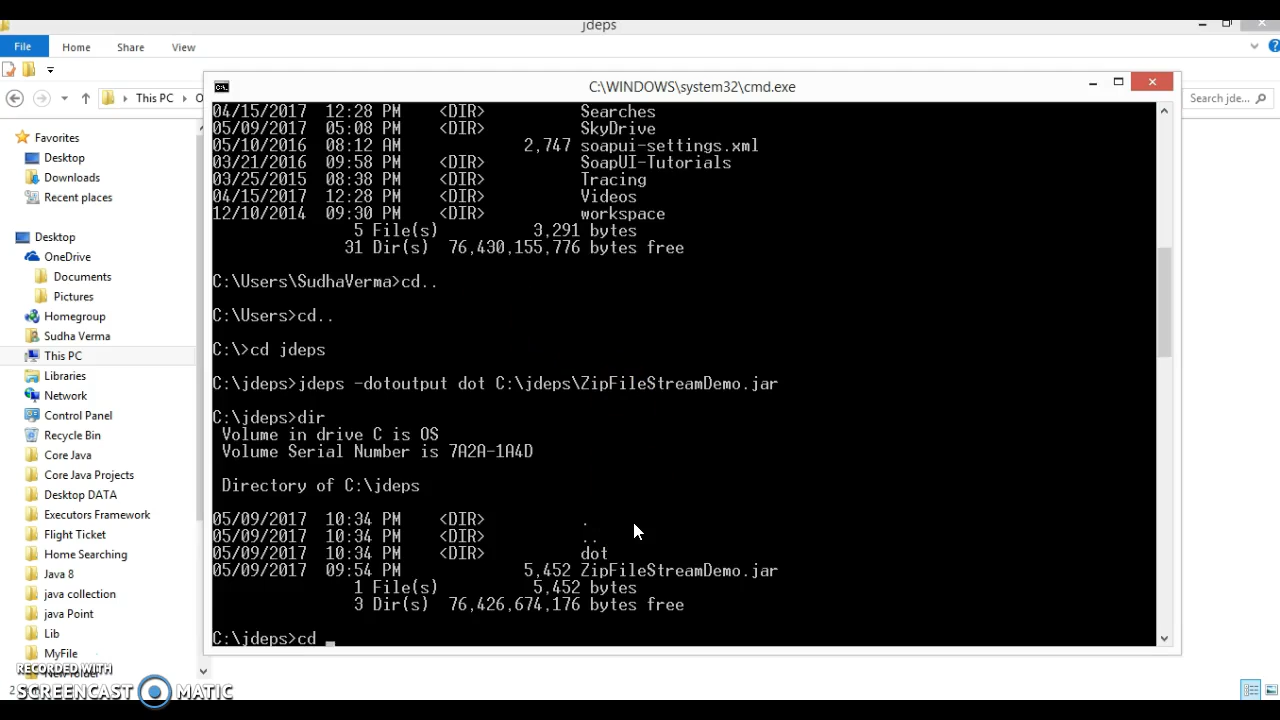 jdeps
File Home Share View
This PC O
Search jde...
C:\WINDOWS\system32\cmd.exe
Favorites
Desktop
Downloads
Recent places
Desktop
OneDrive
Documents
Pictures
Homegroup
Sudha Verma
This PC
Libraries
Network
Control Panel
Recycle Bin
Core Java
Core Java Projects
Desktop DATA
Executors Framework
Flight Ticket
Home Searching
Java 8
java collection
java Point
Lib
MyFile
NewFolder
04/15/2017 12:28 PM <DIR> Searches
05/09/2017 05:08 PM <DIR> SkyDrive
05/10/2016 08:12 AM 2,747 soapui-settings.xml
03/21/2016 09:58 PM <DIR> SoapUI-Tutorials
03/25/2015 08:38 PM <DIR> Tracing
04/15/2017 12:28 PM <DIR> Videos
12/10/2014 09:30 PM <DIR> workspace
5 File(s) 3,291 bytes
31 Dir(s) 76,430,155,776 bytes free
C:\Users\SudhaVerma>cd..
C:\Users>cd..
C:\>cd jdeps
C:\jdeps>jdeps -dotoutput dot C:\jdeps\ZipFileStreamDemo.jar
C:\jdeps>dir
Volume in drive C is OS
Volume Serial Number is 7A2A-1A4D
Directory of C:\jdeps
05/09/2017 10:34 PM <DIR> .
05/09/2017 10:34 PM <DIR> ..
05/09/2017 10:34 PM <DIR> dot
05/09/2017 09:54 PM 5,452 ZipFileStreamDemo.jar
1 File(s) 5,452 bytes
3 Dir(s) 76,426,674,176 bytes free
C:\jdeps>cd _
RECORDED WITH
SCREENCAST MATIC